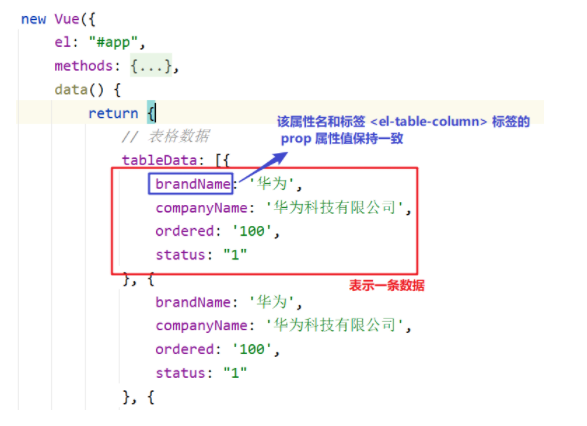 new Vue({
el: "#app",
methods: {...},
data() {
return {
该属性名和标签 <el-table-column> 标签的
prop 属性值保持一致
// 表格数据
tableData: [{
brandName: '华为',
companyName: '华为科技有限公司',
ordered: '100',
status: "1"
}, {
表示一条数据
brandName: '华为',
companyName: '华为科技有限公司',
ordered: '100',
status: "1"
}, {